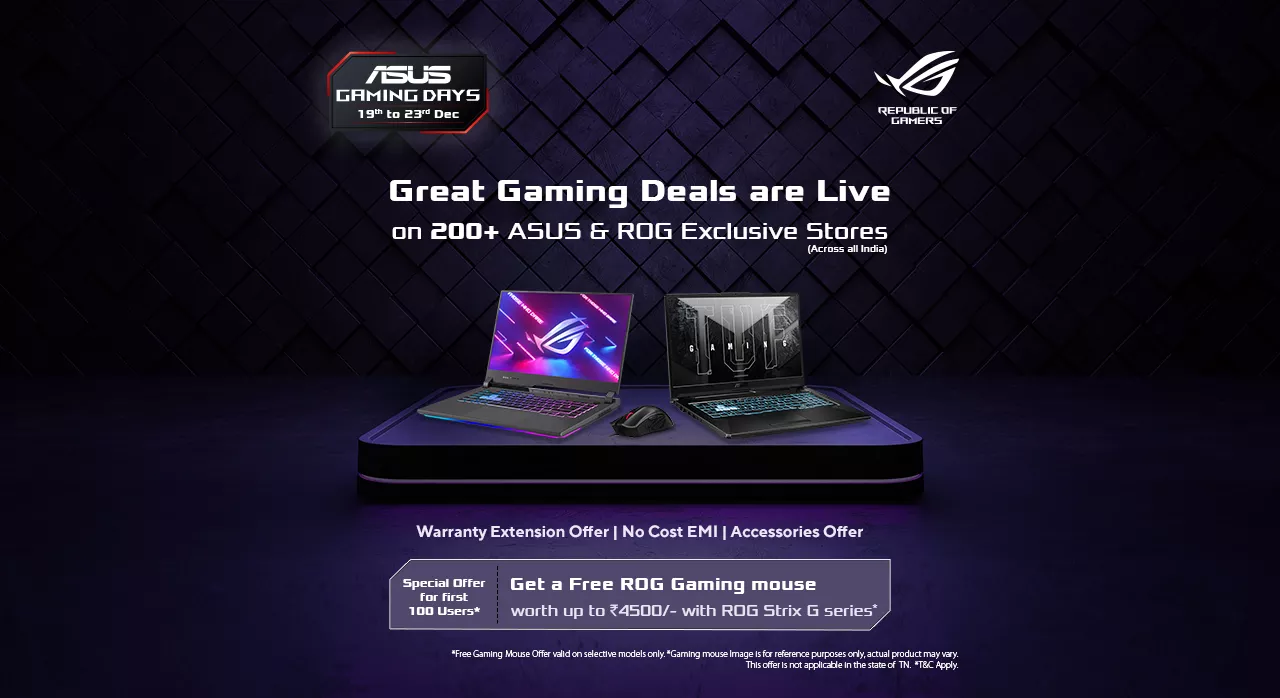 ASUS
GAMING DAYS
19th to 23rd Dec
REPUBLIC OF
GAMERS
Great Gaming Deals are Live
on 200+ ASUS & ROG Exclusive Stores
(Across all India)
TUF
GAMING
Warranty Extension Offer | No Cost EMI | Accessories Offer
Special Offer
for first
100 Users*
Get a Free ROG Gaming mouse
worth up to ₹4500/- with ROG Strix G series*
*Free Gaming Mouse Offer valid on selective models only. *Gaming mouse Image is for reference purposes only, actual product may vary.
This offer is not applicable in the state of TN. *T&C Apply.